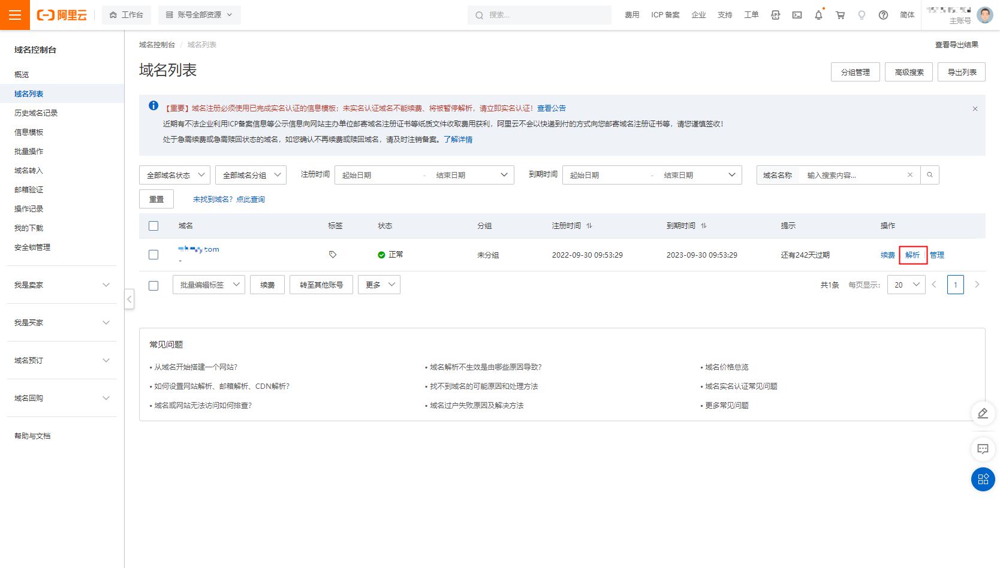 阿里云
工作台
账号全部资源
搜索...
费用
ICP 备案
企业
支持
工单
简体
主账号
域名控制台
概览
域名列表
历史域名记录
信息模板
批量操作
域名转入
邮箱验证
操作记录
我的下载
安全锁管理
我是卖家
我是买家
域名预订
域名回购
帮助与文档
域名控制台 / 域名列表
查看导出结果
域名列表
分组管理
高级搜索
导出列表
【重要】域名注册必须使用已完成实名认证的信息模板；未实名认证域名不能续费、将被暂停解析，请立即实名认证！查看公告
近期有不法企业利用ICP备案信息等公示信息向网站主办单位邮寄域名注册证书等纸质文件收取费用获利，阿里云不会以快递到付的方式向您邮寄域名注册证书等，请您谨慎签收！
处于急需续费或急需赎回状态的域名，如您确认不再续费或赎回域名，请及时注销备案。了解详情
全部域名状态
全部域名分组
注册时间
起始日期 - 结束日期
到期时间
起始日期 - 结束日期
域名名称
输入搜索内容...
重置
未找到域名？点此查询
域名 标签 状态 分组 注册时间 到期时间 提示 操作
.com 正常 未分组 2022-09-30 09:53:29 2023-09-30 09:53:29 还有242天过期 续费 解析 管理
-
批量编辑标签
续费
转至其他账号
更多
共1条 每页显示： 20 1
常见问题
• 从域名开始搭建一个网站?
• 域名解析不生效是由哪些原因导致?
• 域名价格总览
• 如何设置网站解析、邮箱解析、CDN解析?
• 找不到域名的可能原因和处理方法
• 域名实名认证常见问题
• 域名或网站无法访问如何排查?
• 域名过户失败原因及解决方法
• 更多常见问题